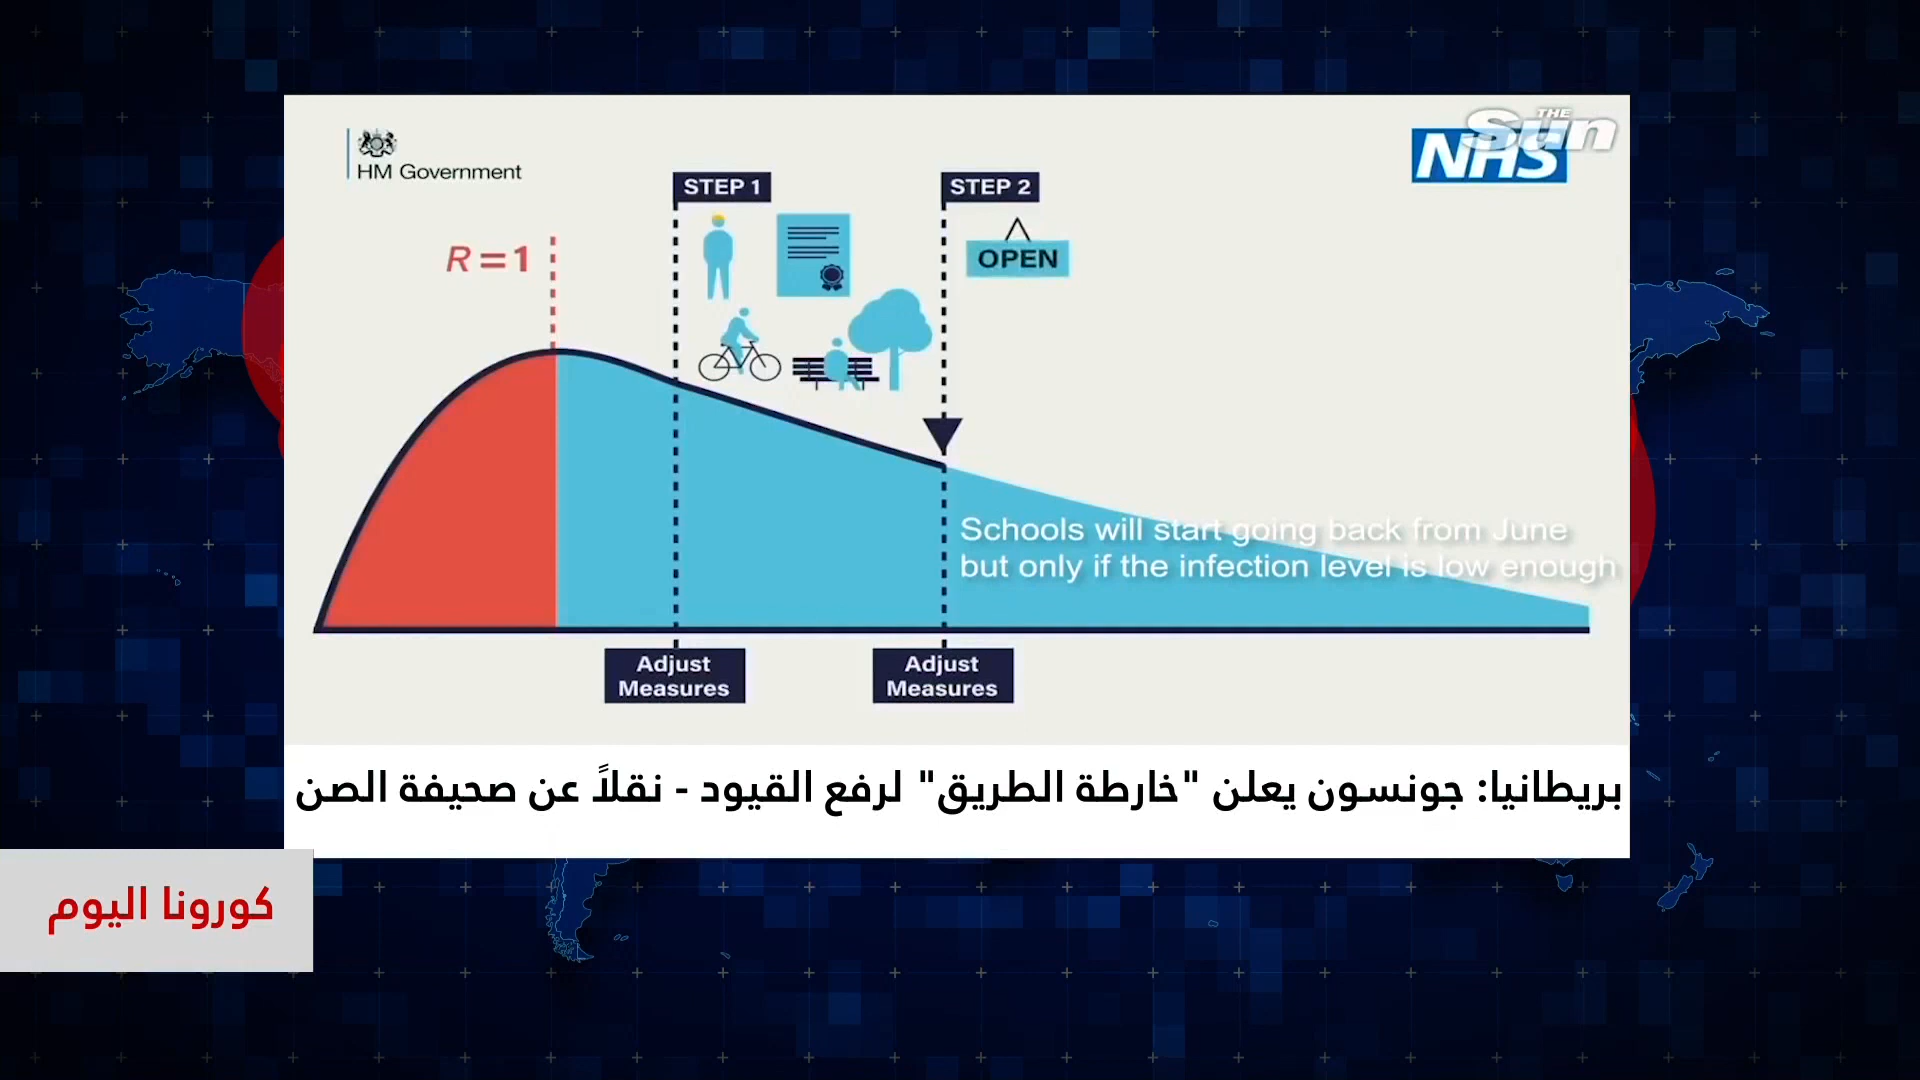 THE
Sun
NHS
HM Government
STEP 1
STEP 2
R=1
OPEN
Schools will start going back from June
but only if the infection level is low enough
Adjust
Measures
Adjust
Measures
بريطانيا: جونسون يعلن "خارطة الطريق" لرفع القيود - نقلاً عن صحيفة الصن
كورونا اليوم